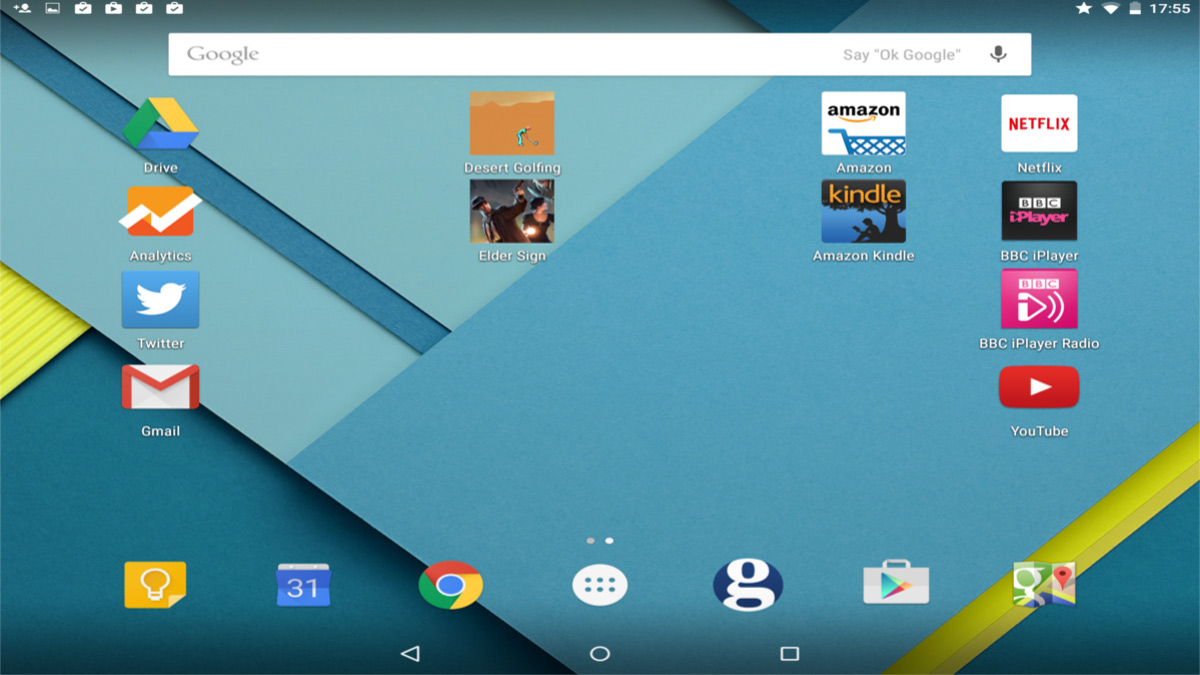 17:55
Google
Say "Ok Google"
amazon
NETFLIX
Drive
Desert Golfing
Amazon
Netflix
kindle
BBC
iPlayer
Analytics
Elder Sign
Amazon Kindle
BBC iPlayer
BBC
Twitter
BBC iPlayer Radio
Gmail
YouTube
31
g